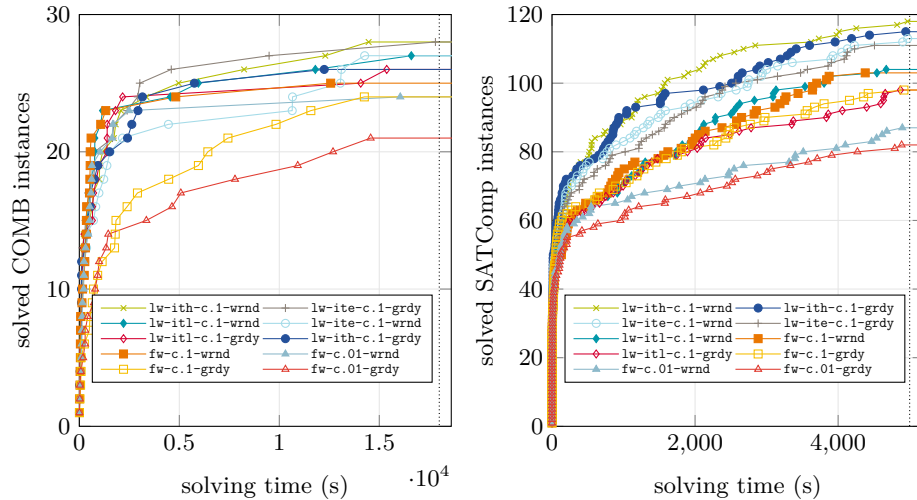 solved COMB instances
30
20
10
0
lw-ith-c.1-wrnd lw-ite-c.1-grdy
lw-itl-c.1-wrnd lw-ite-c.1-wrnd
lw-itl-c.1-grdy lw-ith-c.1-grdy
fw-c.1-wrnd fw-c.01-wrnd
fw-c.1-grdy fw-c.01-grdy
0 0.5 1 1.5
·10^4
solving time (s)
solved SATComp instances
120
100
80
60
40
20
0
lw-ith-c.1-wrnd lw-ith-c.1-grdy
lw-ite-c.1-wrnd lw-ite-c.1-grdy
lw-itl-c.1-wrnd fw-c.1-wrnd
lw-itl-c.1-grdy fw-c.1-grdy
fw-c.01-wrnd fw-c.01-grdy
0 2,000 4,000
solving time (s)